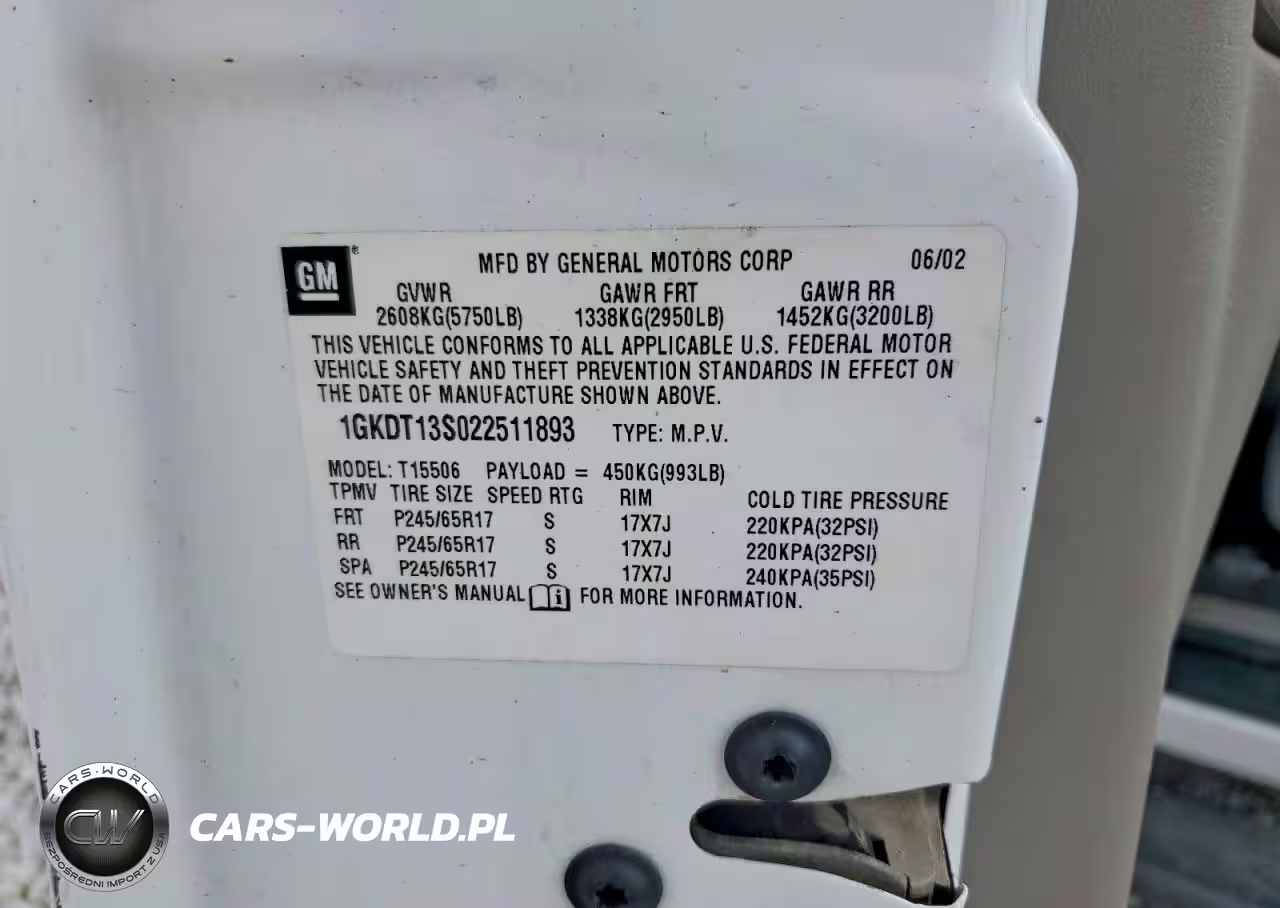 GM ®
MFD BY GENERAL MOTORS CORP 06/02
GVWR GAWR FRT GAWR RR
2608KG(5750LB) 1338KG(2950LB) 1452KG(3200LB)
THIS VEHICLE CONFORMS TO ALL APPLICABLE U.S. FEDERAL MOTOR
VEHICLE SAFETY AND THEFT PREVENTION STANDARDS IN EFFECT ON
THE DATE OF MANUFACTURE SHOWN ABOVE.
1GKDT13S022511893 TYPE: M.P.V.
MODEL: T15506 PAYLOAD = 450KG(993LB)
TPMV TIRE SIZE SPEED RTG RIM COLD TIRE PRESSURE
FRT P245/65R17 S 17X7J 220KPA(32PSI)
RR P245/65R17 S 17X7J 220KPA(32PSI)
SPA P245/65R17 S 17X7J 240KPA(35PSI)
SEE OWNER'S MANUAL i FOR MORE INFORMATION.
CARS-WORLD
CW
BEZPOŚREDNI IMPORT Z USA
CARS-WORLD.PL